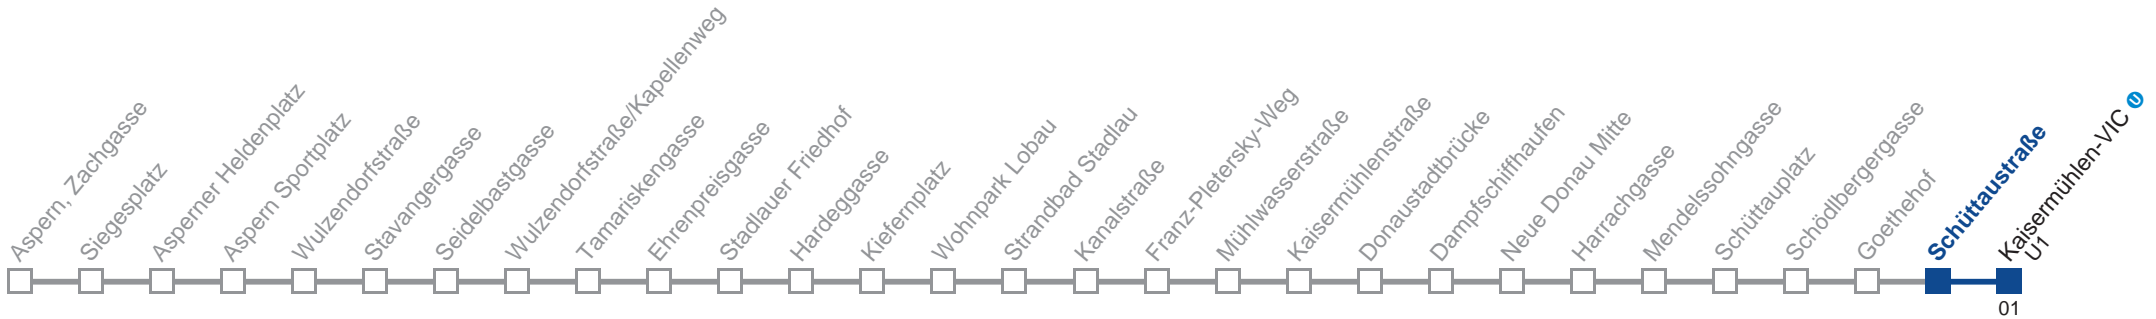 Aspern, Zachgasse
Siegesplatz
Asperner Heldenplatz
Aspern Sportplatz
Wulzendorfstraße
Stavangergasse
Seidelbastgasse
Wulzendorfstraße/Kapellenweg
Tamariskengasse
Ehrenpreisgasse
Stadlauer Friedhof
Hardeggasse
Kiefernplatz
Wohnpark Lobau
Strandbad Stadlau
Kanalstraße
Franz-Pletersky-Weg
Mühlwasserstraße
Kaisermühlenstraße
Donaustadtbrücke
Dampfschiffhaufen
Neue Donau Mitte
Harrachgasse
Mendelssohngasse
Schüttauplatz
Schödlbergergasse
Goethehof
Schüttaustraße
Kaisermühlen-VIC U
U1
01